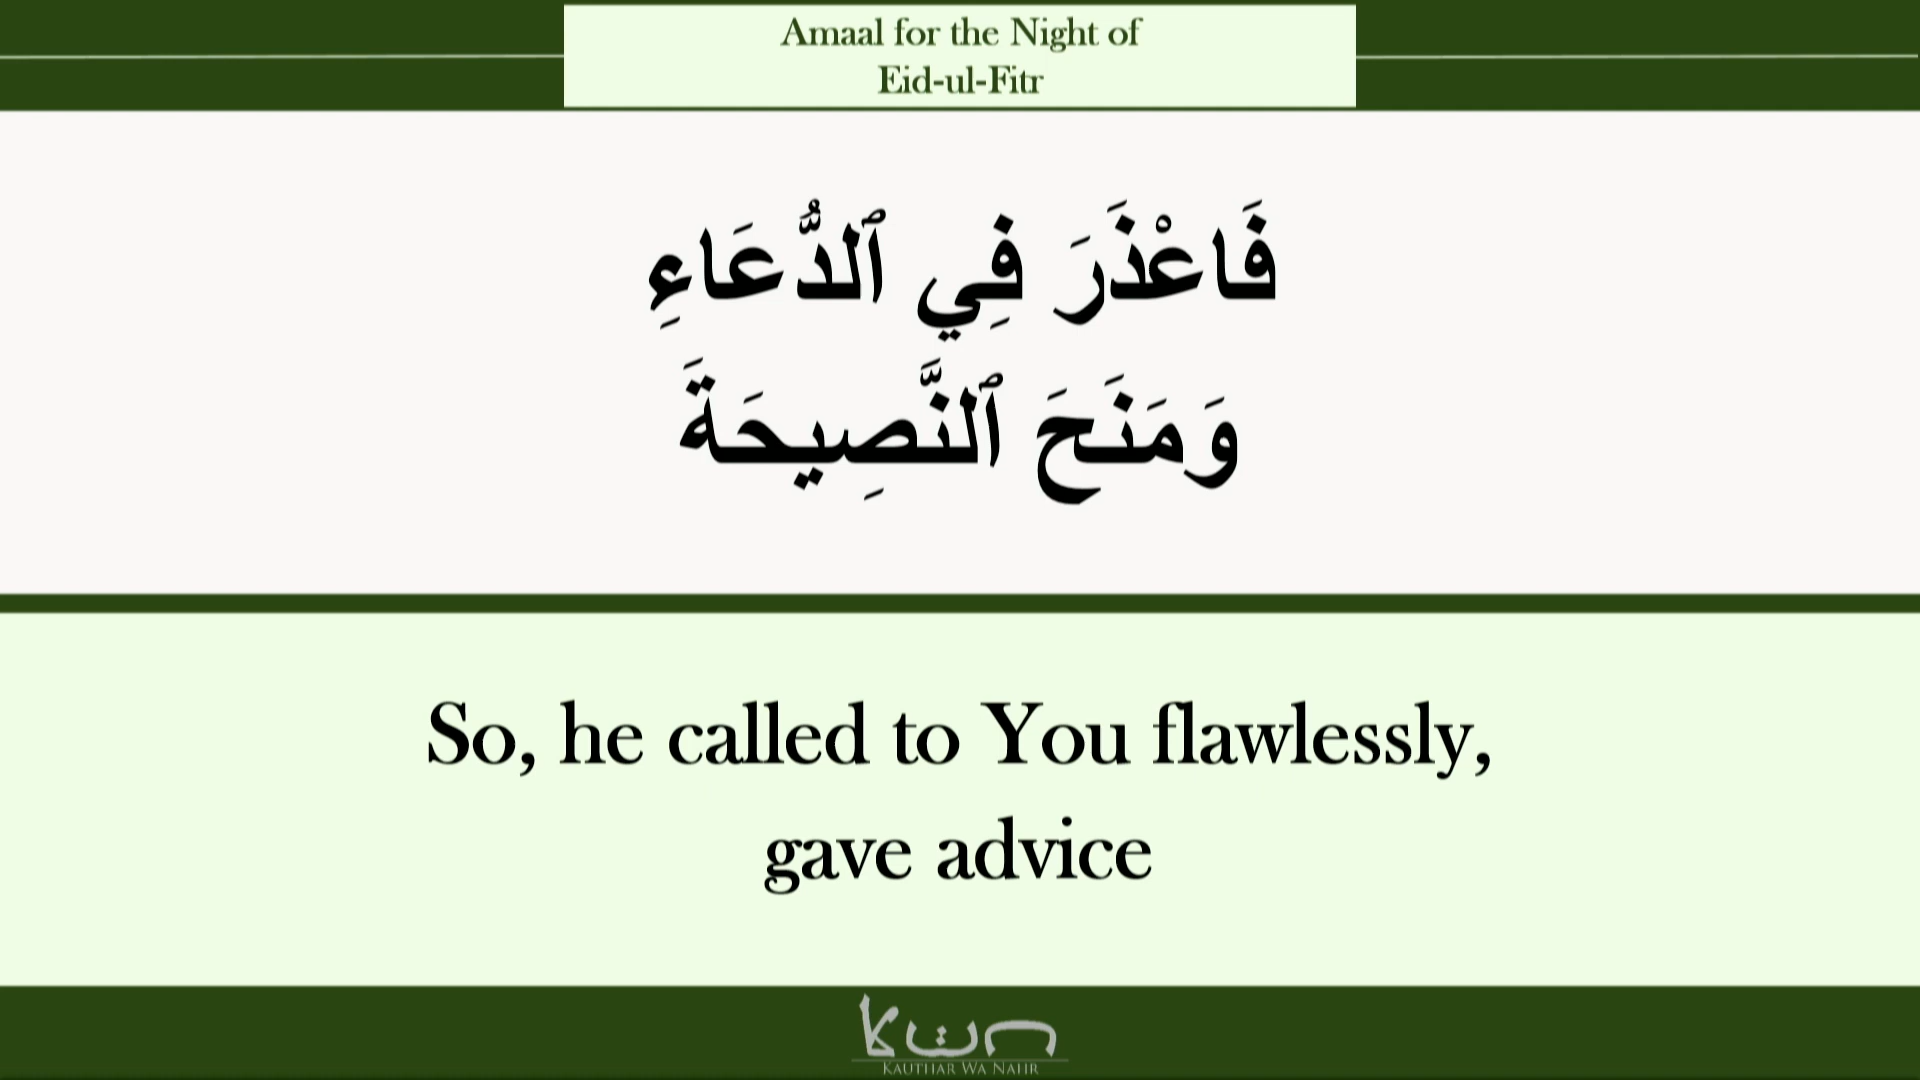 Amaal for the Night of
Eid-ul-Fitr
فَاعْذَرَ فِي ٱلدُّعَاءِ
وَمَنَحَ ٱلنَّصِيحَةَ
So, he called to You flawlessly,
gave advice
KAUTHAR WA NAHR